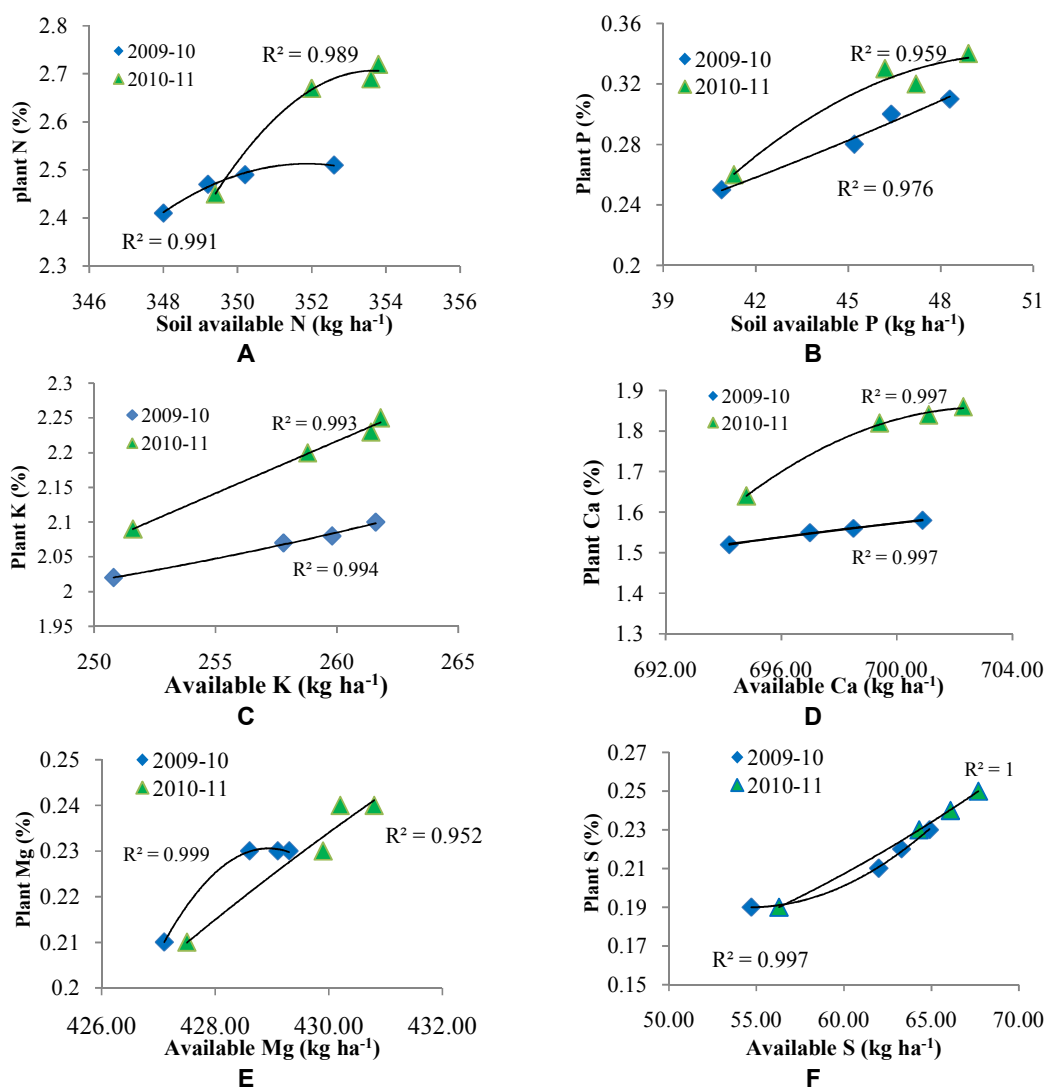 2009-10
2010-11
R² = 0.989
R² = 0.991
plant N (%)
2.8
2.7
2.6
2.5
2.4
2.3
346
348
350
352
354
356
Soil available N (kg ha⁻¹)
A
2009-10
2010-11
R² = 0.959
R² = 0.976
Plant P (%)
0.36
0.32
0.28
0.24
0.2
39
42
45
48
51
Soil available P (kg ha⁻¹)
B
2009-10
2010-11
R² = 0.993
R² = 0.994
Plant K (%)
2.3
2.25
2.2
2.15
2.1
2.05
2
1.95
250
255
260
265
Available K (kg ha⁻¹)
C
2009-10
2010-11
R² = 0.997
R² = 0.997
Plant Ca (%)
1.9
1.8
1.7
1.6
1.5
1.4
1.3
692.00
696.00
700.00
704.00
Available Ca (kg ha⁻¹)
D
2009-10
2010-11
R² = 0.999
R² = 0.952
Plant Mg (%)
0.25
0.24
0.23
0.22
0.21
0.2
426.00
428.00
430.00
432.00
Available Mg (kg ha⁻¹)
E
2009-10
2010-11
R² = 1
R² = 0.997
Plant S (%)
0.27
0.25
0.23
0.21
0.19
0.17
0.15
50.00
55.00
60.00
65.00
70.00
Available S (kg ha⁻¹)
F